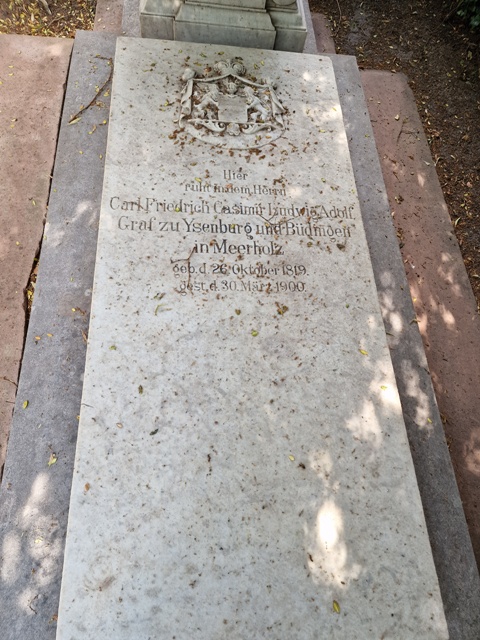 Hier
ruht in dem Herrn
Carl Friedrich Casimir Ludwig Adolf.
Graf zu Ysenburg und Büdingen
in Meerholz
geb. d. 26. Oktober 1819.
gest. d. 30. März 1900.